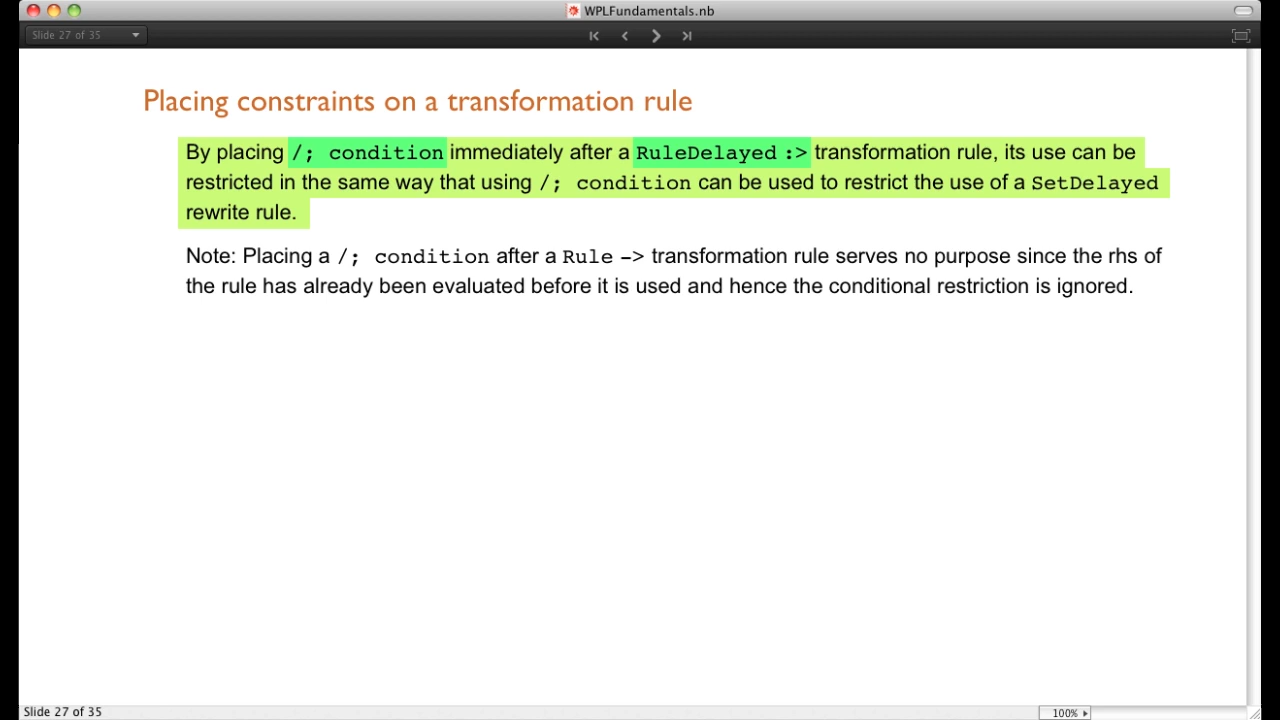 WPLFundamentals.nb
Slide 27 of 35
Placing constraints on a transformation rule
By placing /; condition immediately after a RuleDelayed :> transformation rule, its use can be
restricted in the same way that using /; condition can be used to restrict the use of a SetDelayed
rewrite rule.
Note: Placing a /; condition after a Rule -> transformation rule serves no purpose since the rhs of
the rule has already been evaluated before it is used and hence the conditional restriction is ignored.
Slide 27 of 35
100%